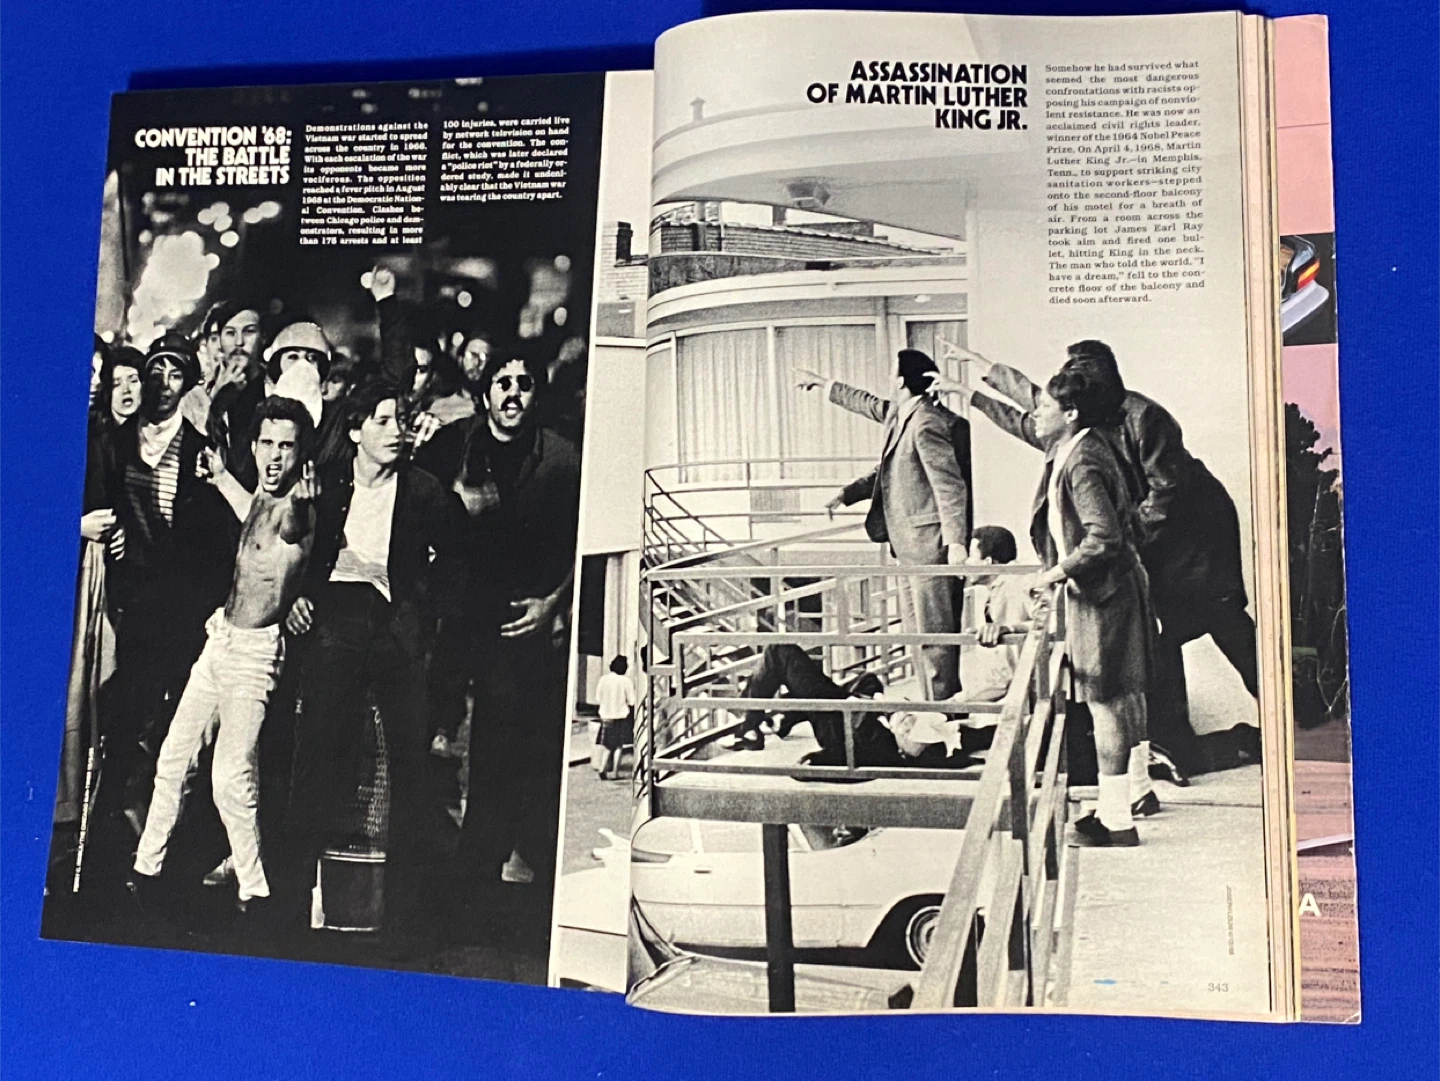 CONVENTION '68:
THE BATTLE
IN THE STREETS
Demonstrations against the
Vietnam war started to spread
across the country in 1966.
With each escalation of the war
its opponents became more
vociferous. The opposition
reached a fever pitch in August
1968 at the Democratic Nation-
al Convention. Clashes be-
tween Chicago police and dem-
onstrators, resulting in more
than 175 arrests and at least
100 injuries, were carried live
by network television on hand
for the convention. The con-
flict, which was later declared
a "police riot" by a federally or-
dered study, made it undeni-
ably clear that the Vietnam war
was tearing the country apart.
ASSASSINATION
OF MARTIN LUTHER
KING JR.
Somehow he had survived what
seemed the most dangerous
confrontations with racists op-
posing his campaign of nonvio-
lent resistance. He was now an
acclaimed civil rights leader,
winner of the 1964 Nobel Peace
Prize. On April 4, 1968, Martin
Luther King Jr.—in Memphis,
Tenn., to support striking city
sanitation workers—stepped
onto the second-floor balcony
of his motel for a breath of
air. From a room across the
parking lot James Earl Ray
took aim and fired one bul-
let, hitting King in the neck.
The man who told the world, "I
have a dream," fell to the con-
crete floor of the balcony and
died soon afterward.
343
A